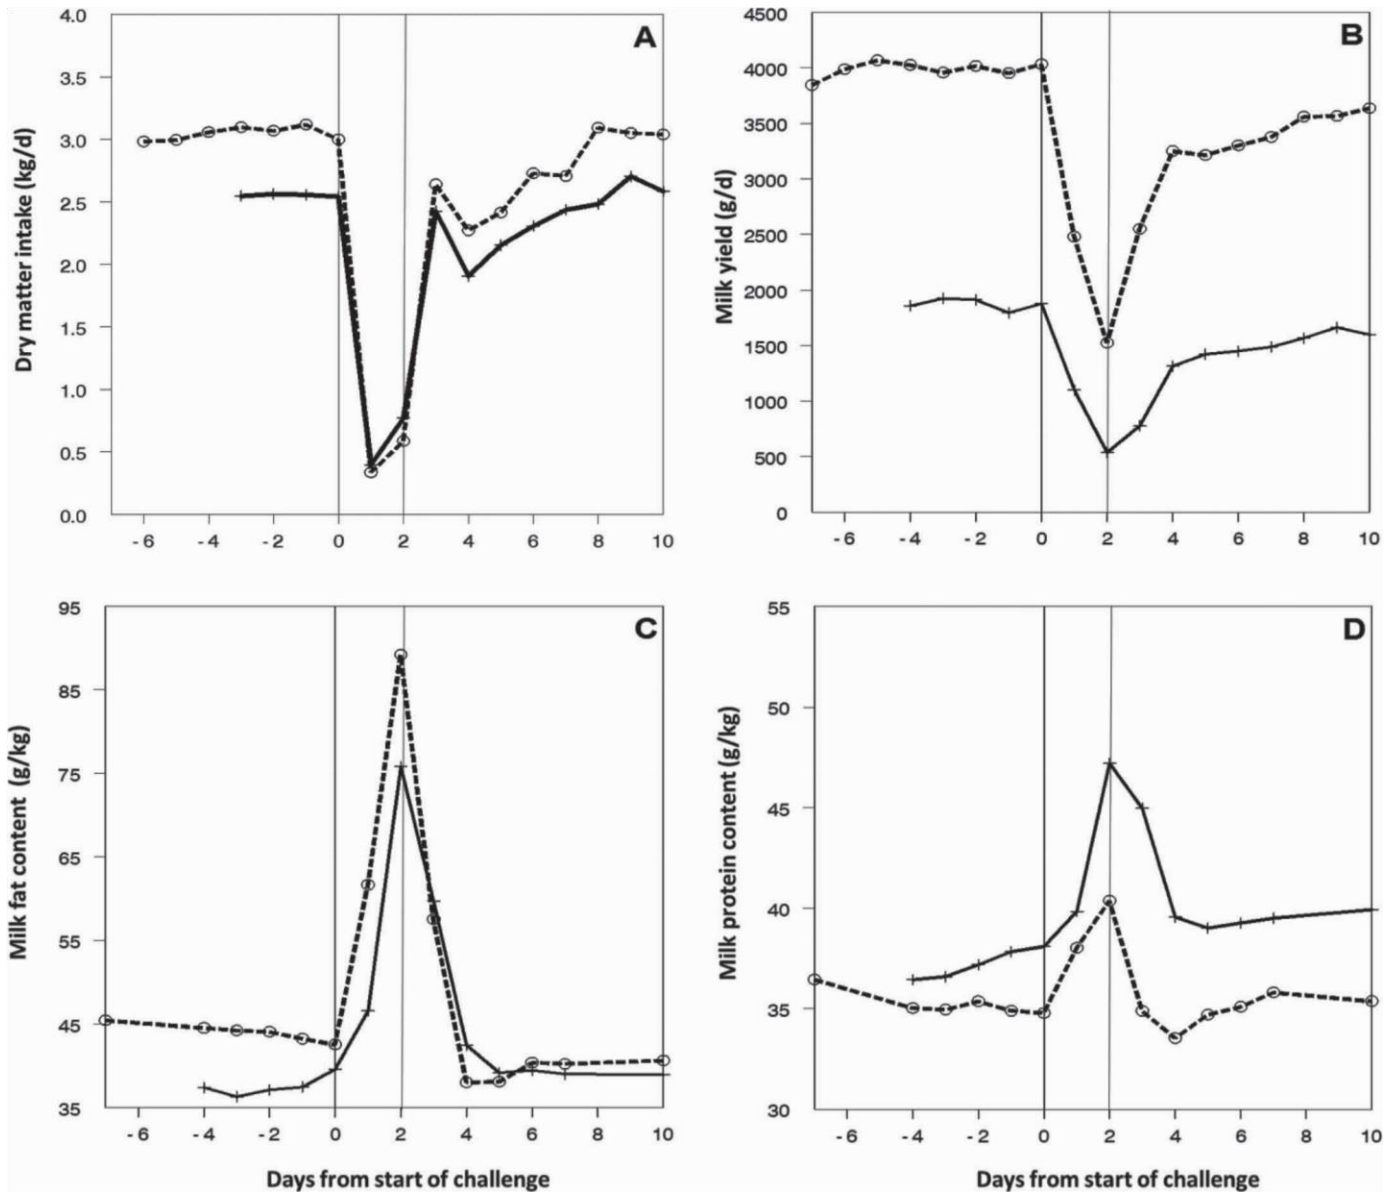 A
Dry matter intake (kg/d)
4.0
3.5
3.0
2.5
2.0
1.5
1.0
0.5
0.0
-6 -4 -2 0 2 4 6 8 10
B
Milk yield (g/d)
4500
4000
3500
3000
2500
2000
1500
1000
500
0
-6 -4 -2 0 2 4 6 8 10
C
Milk fat content (g/kg)
95
85
75
65
55
45
35
-6 -4 -2 0 2 4 6 8 10
Days from start of challenge
D
Milk protein content (g/kg)
55
50
45
40
35
30
-6 -4 -2 0 2 4 6 8 10
Days from start of challenge